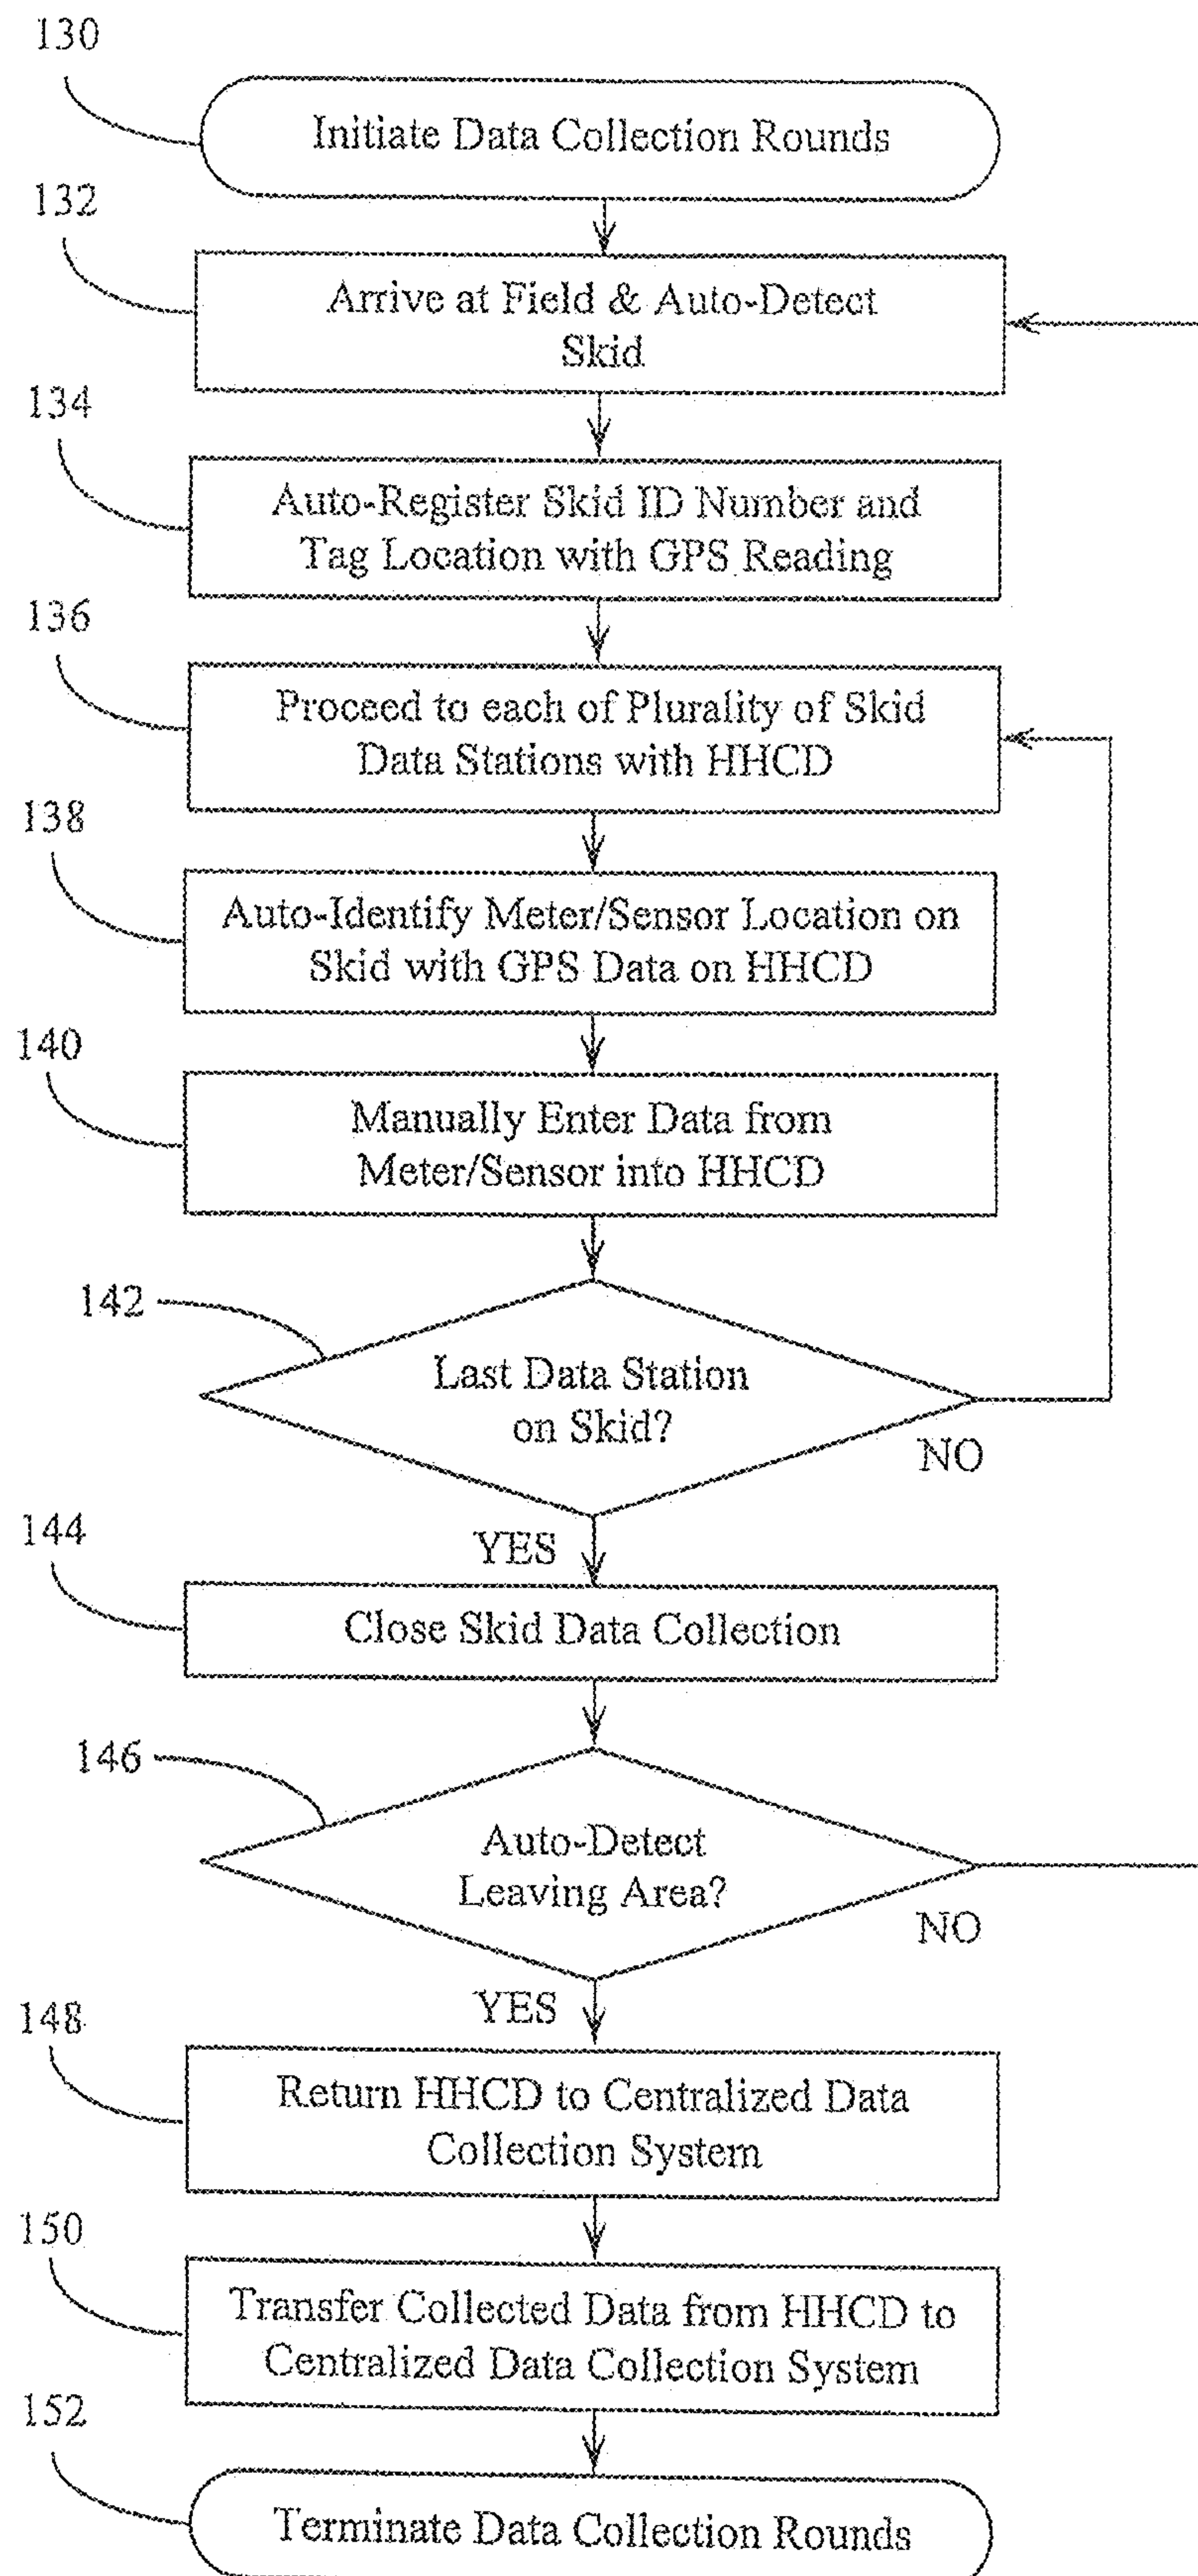 130
Initiate Data Collection Rounds
132
Arrive at Field & Auto-Detect
Skid
134
Auto-Register Skid ID Number and
Tag Location with GPS Reading
136
Proceed to each of Plurality of Skid
Data Stations with HHCD
138
Auto-Identify Meter/Sensor Location on
Skid with GPS Data on HHCD
140
Manually Enter Data from
Meter/Sensor into HHCD
142
Last Data Station
on Skid?
NO
YES
144
Close Skid Data Collection
146
Auto-Detect
Leaving Area?
NO
YES
148
Return HHCD to Centralized Data
Collection System
150
Transfer Collected Data from HHCD to
Centralized Data Collection System
152
Terminate Data Collection Rounds